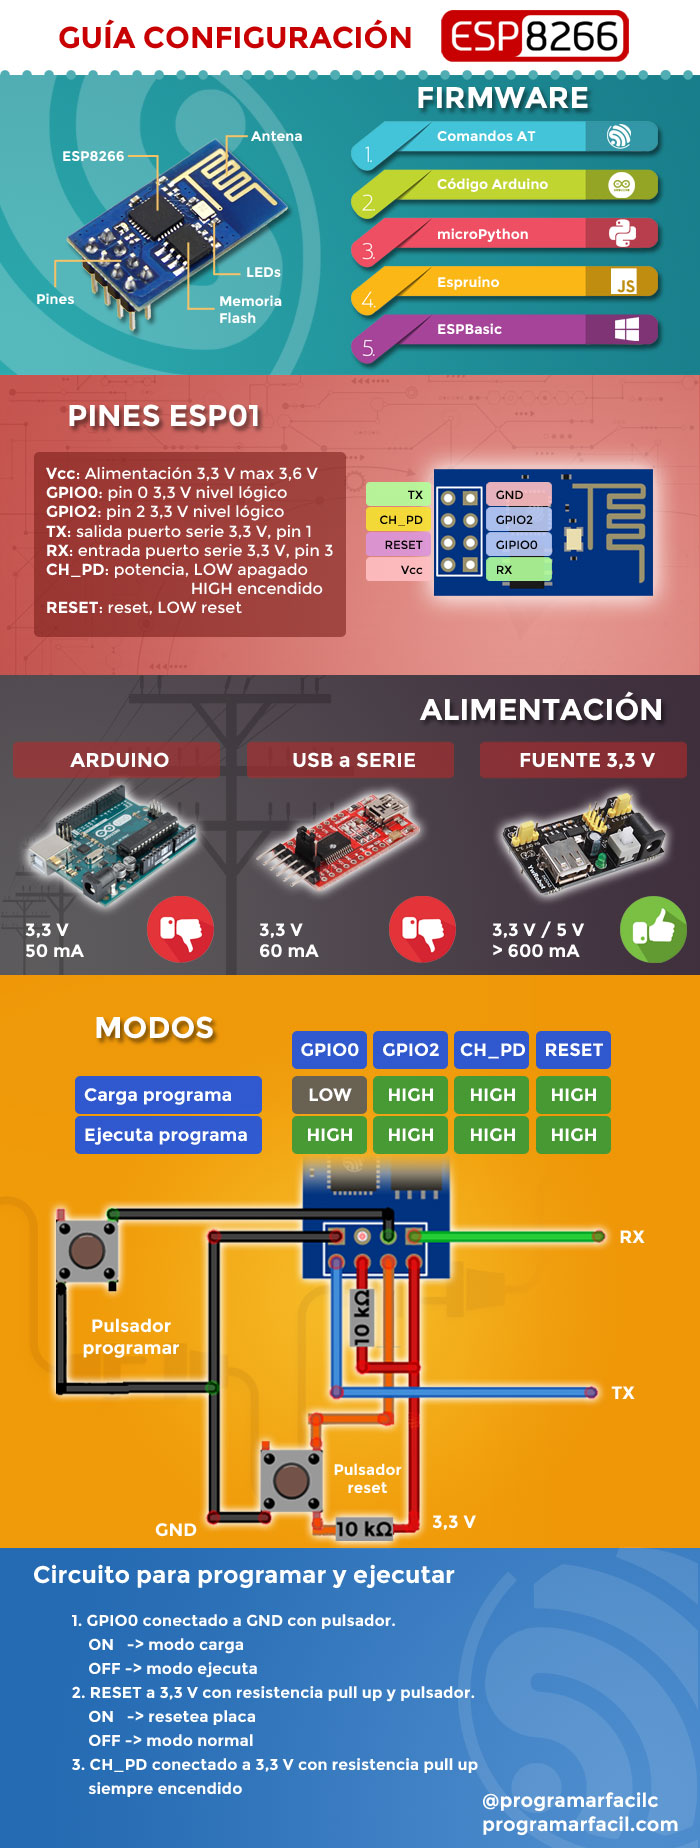 GUÍA CONFIGURACIÓN ESP8266
FIRMWARE
Antena
ESP8266
LEDs
Pines
Memoria
Flash
1. Comandos AT
2. Código Arduino
3. microPython
4. Espruino
JS
5. ESPBasic
PINES ESP01
Vcc: Alimentación 3,3 V max 3,6 V
GPIO0: pin 0 3,3 V nivel lógico
GPIO2: pin 2 3,3 V nivel lógico
TX: salida puerto serie 3,3 V, pin 1
RX: entrada puerto serie 3,3 V, pin 3
CH_PD: potencia, LOW apagado
HIGH encendido
RESET: reset, LOW reset
TX GND
CH_PD GPIO2
RESET GIPIO0
Vcc RX
ALIMENTACIÓN
ARDUINO USB a SERIE FUENTE 3,3 V
3,3 V 3,3 V 3,3 V / 5 V
50 mA 60 mA > 600 mA
MODOS
GPIO0 GPIO2 CH_PD RESET
Carga programa LOW HIGH HIGH HIGH
Ejecuta programa HIGH HIGH HIGH HIGH
RX
Pulsador
programar
10 kΩ
TX
Pulsador
reset
GND
10 kΩ
3,3 V
Circuito para programar y ejecutar
1. GPIO0 conectado a GND con pulsador.
ON -> modo carga
OFF -> modo ejecuta
2. RESET a 3,3 V con resistencia pull up y pulsador.
ON -> resetea placa
OFF -> modo normal
3. CH_PD conectado a 3,3 V con resistencia pull up
siempre encendido
@programarfacilc
programarfacil.com